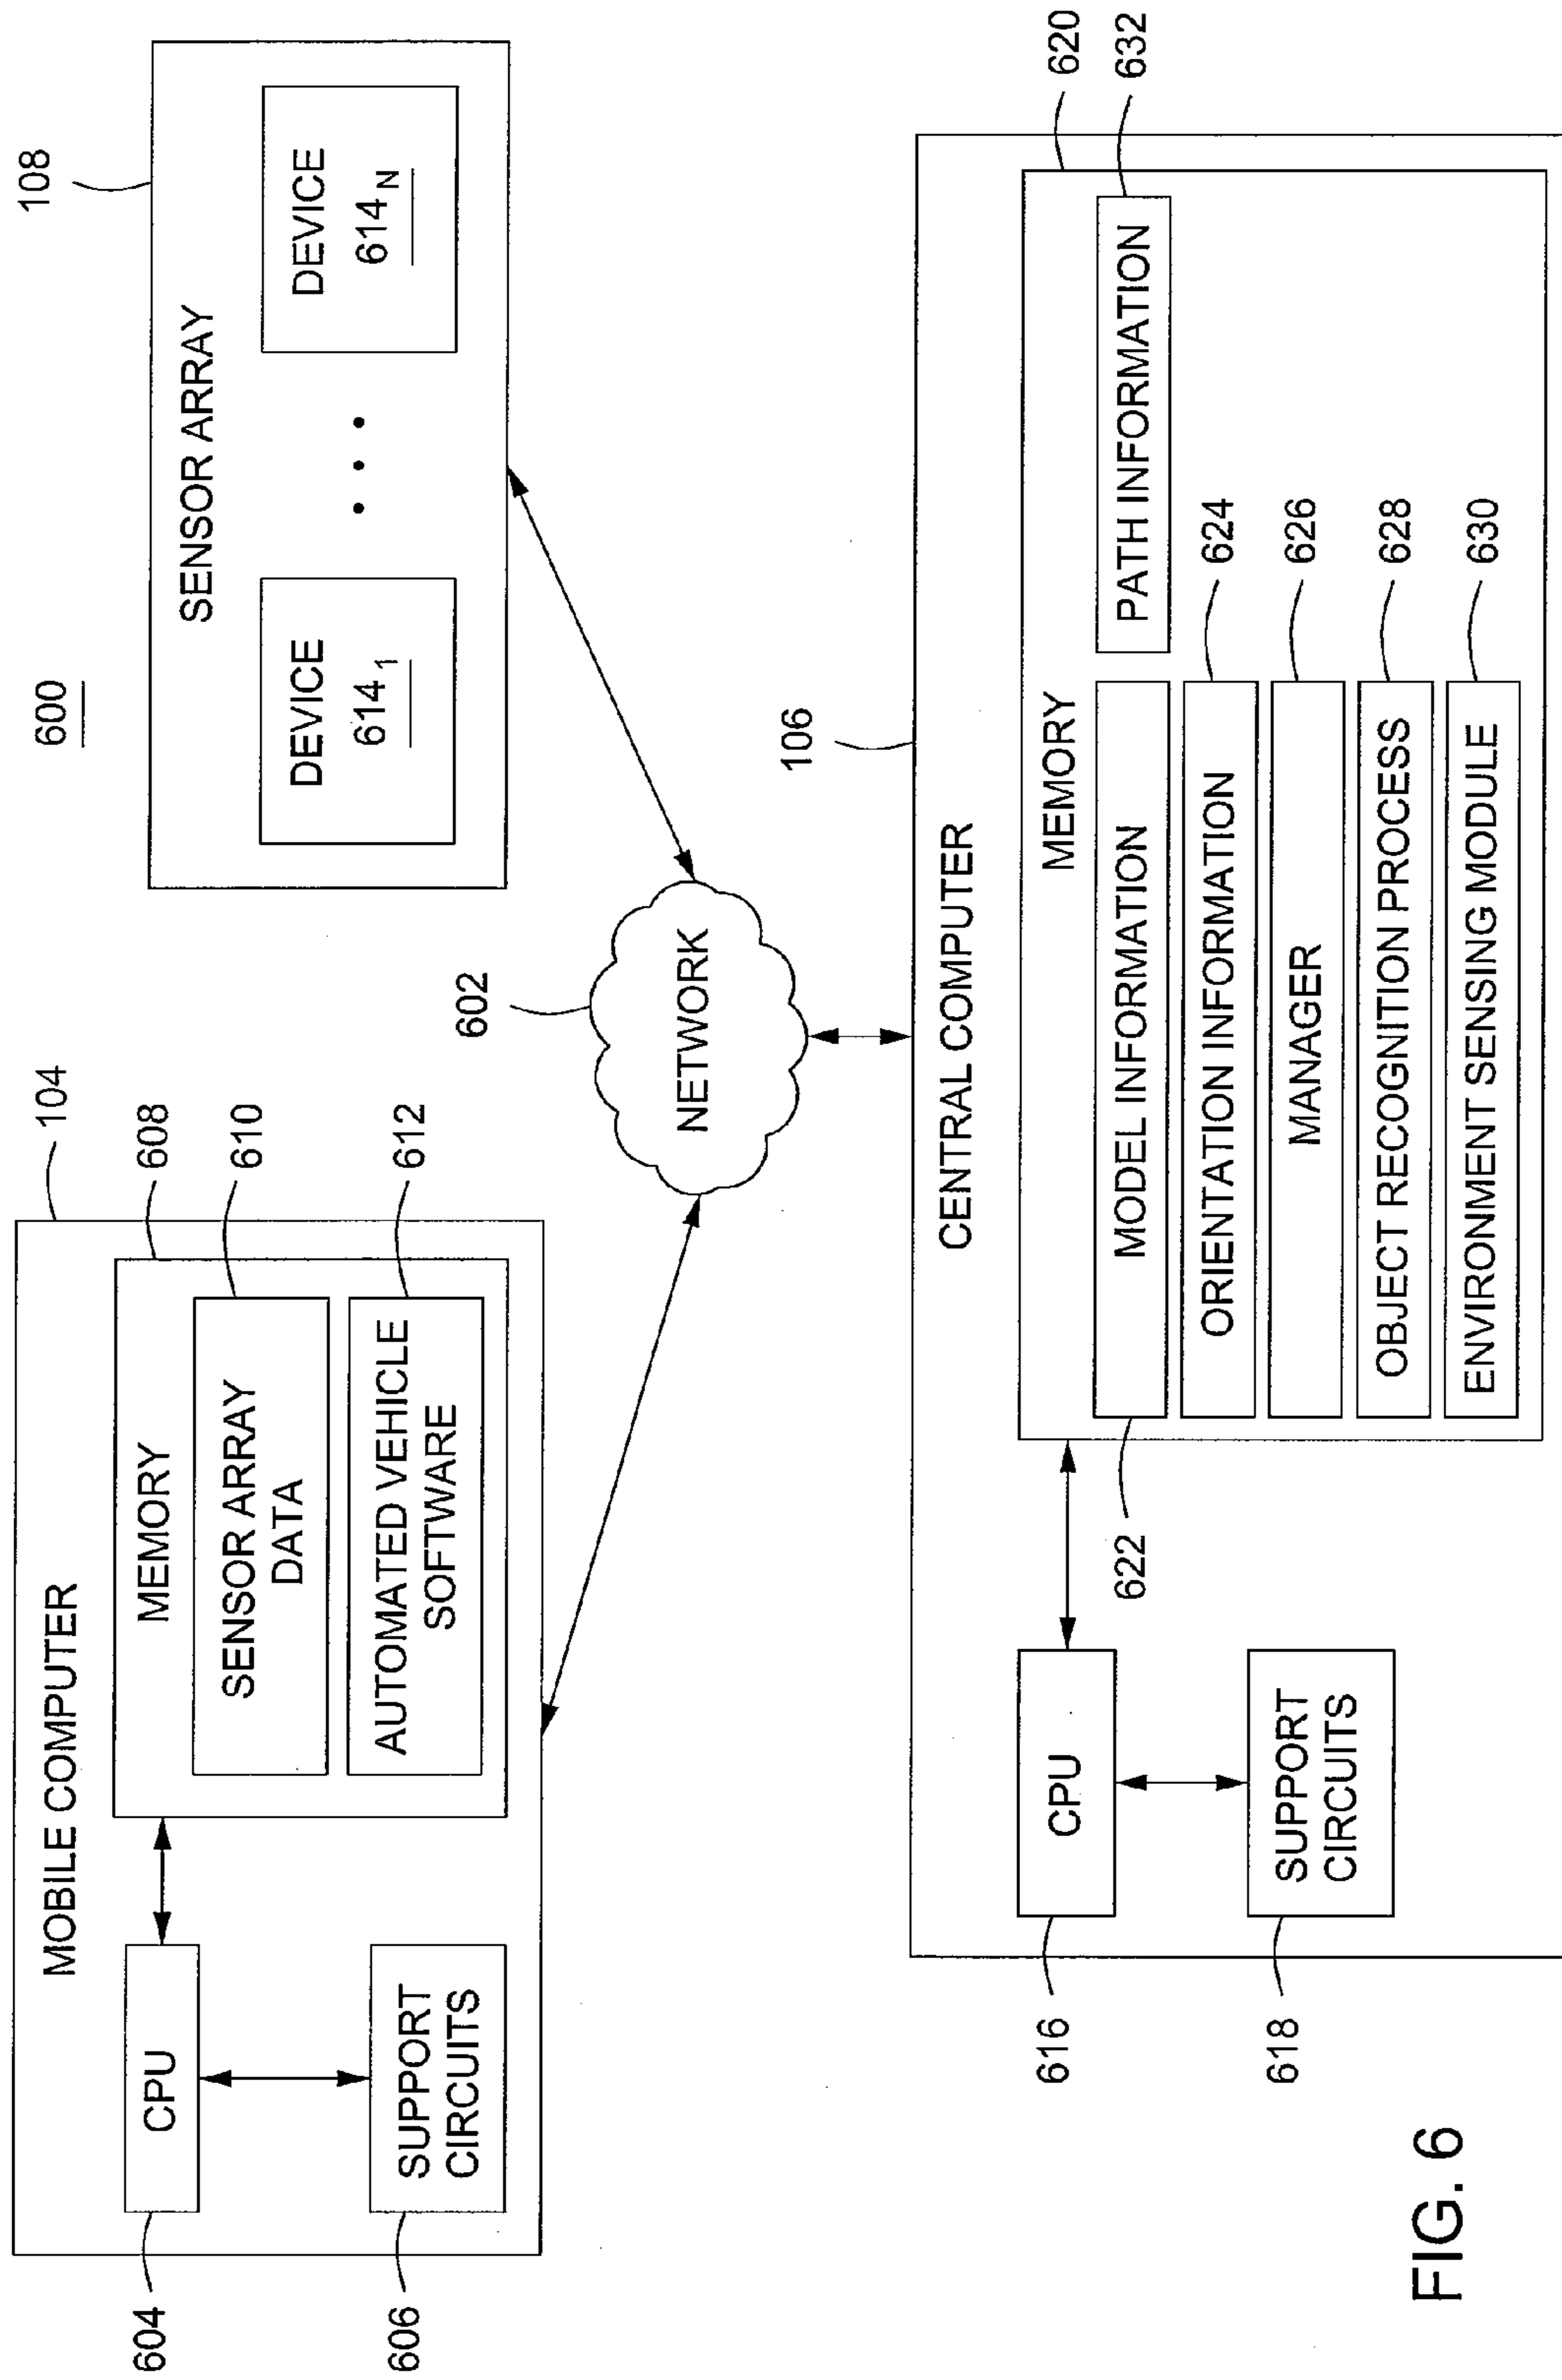 600
108
SENSOR ARRAY
DEVICE
614₁
• • •
DEVICE
614N
MOBILE COMPUTER
104
CPU
604
SUPPORT
CIRCUITS
606
MEMORY
608
SENSOR ARRAY
DATA
610
AUTOMATED VEHICLE
SOFTWARE
612
602
NETWORK
106
CENTRAL COMPUTER
CPU
616
SUPPORT
CIRCUITS
618
MEMORY
620
MODEL INFORMATION
622
PATH INFORMATION
632
ORIENTATION INFORMATION
624
MANAGER
626
OBJECT RECOGNITION PROCESS
628
ENVIRONMENT SENSING MODULE
630
FIG. 6